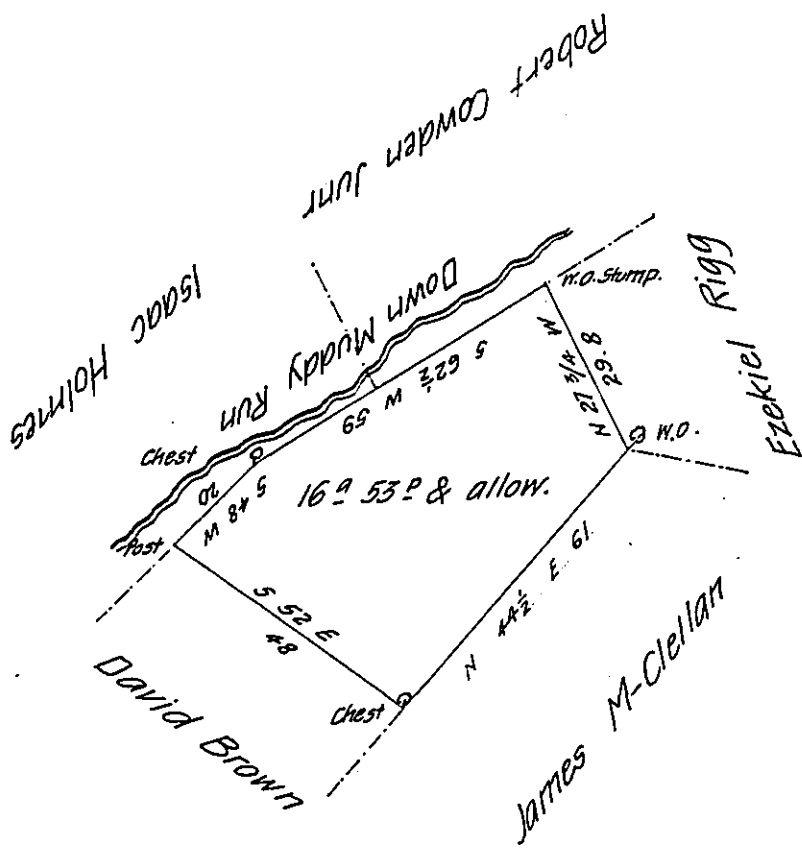 Robert Cowden Junr
Isaac Holmes
Down Muddy Run
W.O. Stump.
Ezekiel Rigg
S 62½ W 59
N 27 3/4 W
29.8
W.O.
Chest
S 48 W 20
Post
16 a 53 p & allow.
S 52 E
48
N 44½ E 61
Chest
David Brown
James M-Clellan